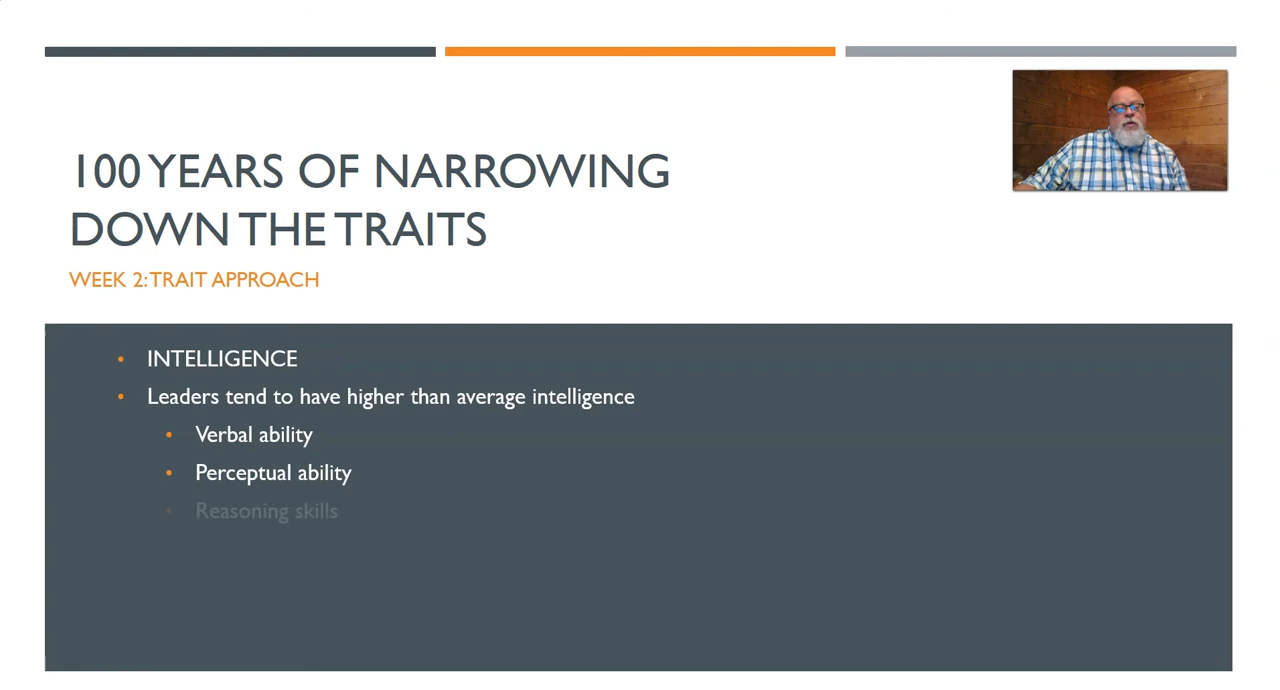 100 YEARS OF NARROWING
DOWN THE TRAITS
WEEK 2: TRAIT APPROACH
• INTELLIGENCE
• Leaders tend to have higher than average intelligence
• Verbal ability
• Perceptual ability
• Reasoning skills